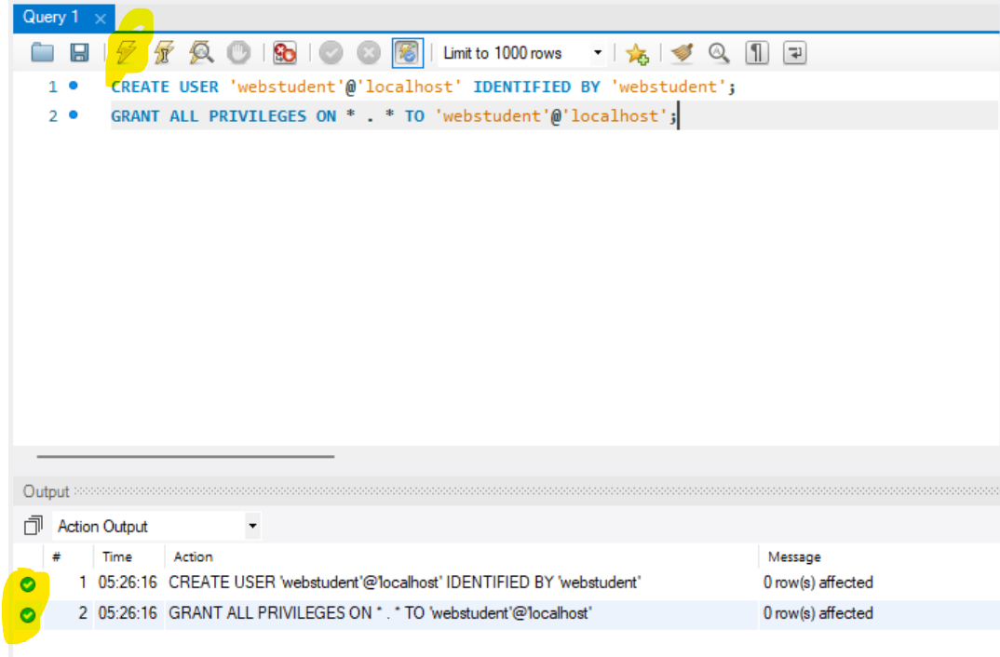 Query 1
Limit to 1000 rows
1 CREATE USER 'webstudent'@'localhost' IDENTIFIED BY 'webstudent';
2 GRANT ALL PRIVILEGES ON * . * TO 'webstudent'@'localhost';
Output
Action Output
# Time Action Message
1 05:26:16 CREATE USER 'webstudent'@'localhost' IDENTIFIED BY 'webstudent' 0 row(s) affected
2 05:26:16 GRANT ALL PRIVILEGES ON * . * TO 'webstudent'@'localhost' 0 row(s) affected